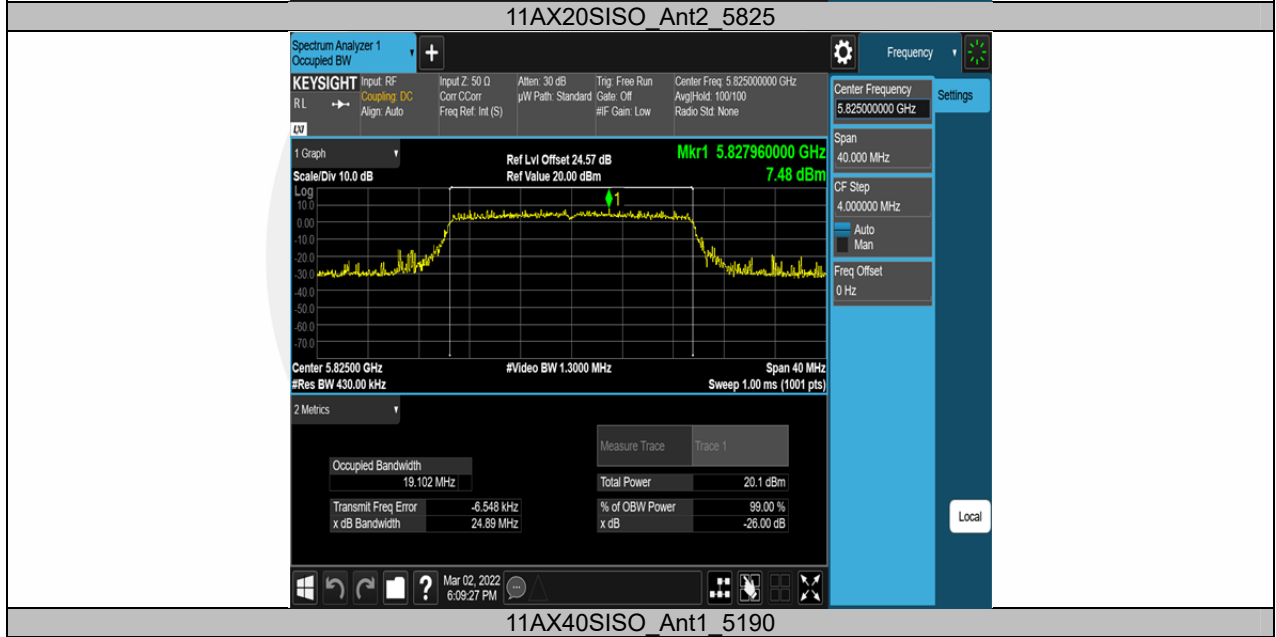 11AX20SISO_Ant2_5825
Spectrum Analyzer 1
Occupied BW
+
Frequency
KEYSIGHT
RL
LXI
Input: RF
Coupling: DC
Align: Auto
Input Z: 50 Ω
Corr CCorr
Freq Ref: Int (S)
Atten: 30 dB
µW Path: Standard
Trig: Free Run
Gate: Off
#IF Gain: Low
Center Freq: 5.825000000 GHz
Avg|Hold: 100/100
Radio Std: None
Center Frequency
5.825000000 GHz
Settings
Span
40.000 MHz
CF Step
4.000000 MHz
Auto
Man
Freq Offset
0 Hz
Local
1 Graph
Scale/Div 10.0 dB
Ref Lvl Offset 24.57 dB
Ref Value 20.00 dBm
Mkr1 5.827960000 GHz
7.48 dBm
Log
10.0
0.00
-10.0
-20.0
-30.0
-40.0
-50.0
-60.0
-70.0
1
Center 5.82500 GHz
#Video BW 1.3000 MHz
Span 40 MHz
#Res BW 430.00 kHz
Sweep 1.00 ms (1001 pts)
2 Metrics
Measure Trace Trace 1
Occupied Bandwidth
19.102 MHz
Total Power 20.1 dBm
Transmit Freq Error -6.548 kHz
% of OBW Power 99.00 %
x dB Bandwidth 24.89 MHz
x dB -26.00 dB
?
Mar 02, 2022
6:09:27 PM
11AX40SISO_Ant1_5190